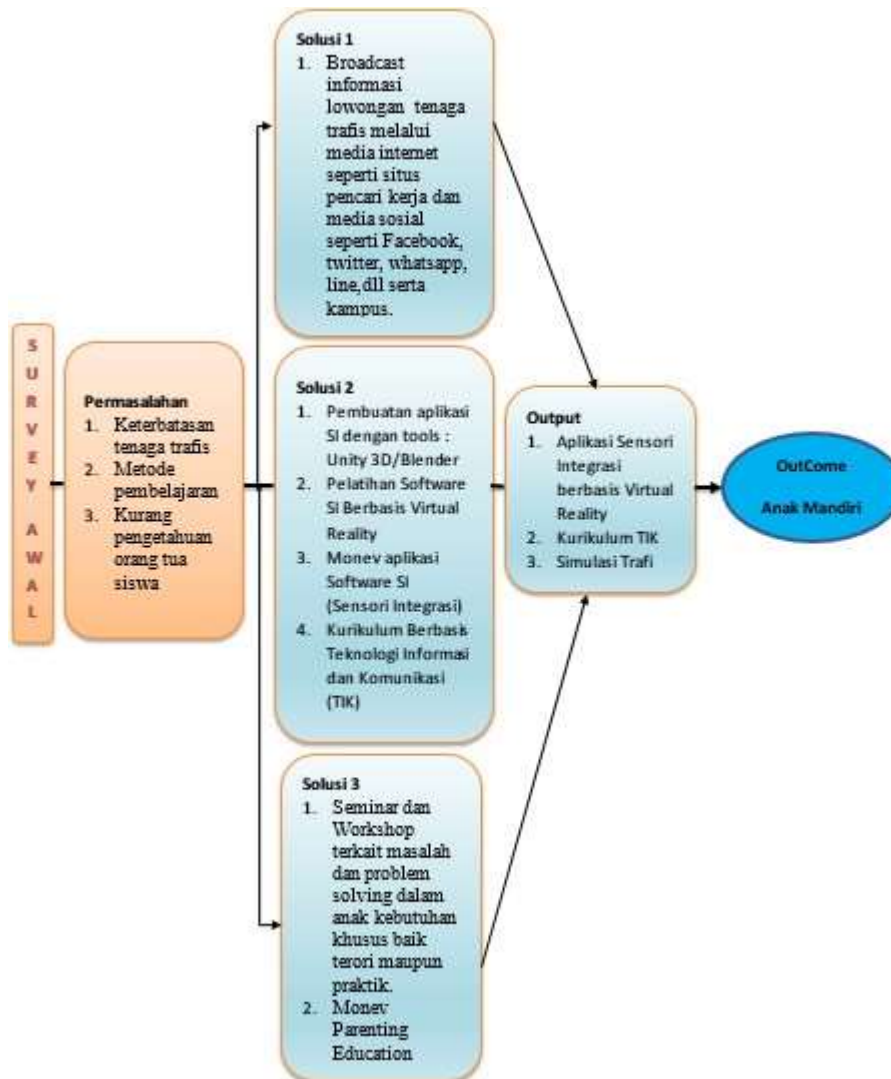 SURVEY AWAL
Permasalahan
1. Keterbatasan
tenaga trafis
2. Metode
pembelajaran
3. Kurang
pengetahuan
orang tua
siswa
Solusi 1
1. Broadcast
informasi
lowongan tenaga
trafis melalui
media internet
seperti situs
pencari kerja dan
media sosial
seperti Facebook,
twitter, whatsapp,
line,dll serta
kampus.
Solusi 2
1. Pembuatan aplikasi
SI dengan tools :
Unity 3D/Blender
2. Pelatihan Software
SI Berbasis Virtual
Reality
3. Monev aplikasi
Software SI
(Sensori Integrasi)
4. Kurikulum Berbasis
Teknologi Informasi
dan Komunikasi
(TIK)
Solusi 3
1. Seminar dan
Workshop
terkait masalah
dan problem
solving dalam
anak kebutuhan
khusus baik
terori maupun
praktik.
2. Monev
Parenting
Education
Output
1. Aplikasi Sensori
Integrasi
berbasis Virtual
Reality
2. Kurikulum TIK
3. Simulasi Trafi
OutCome
Anak Mandiri